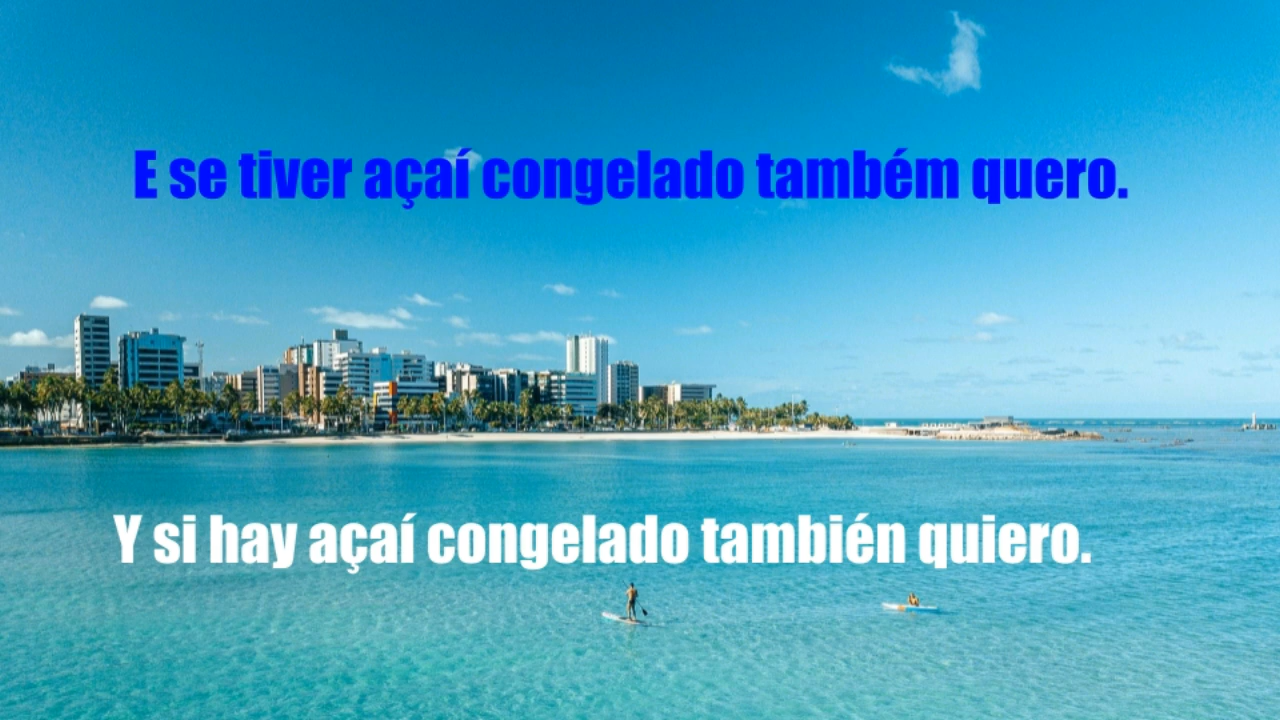 E se tiver açaí congelado também quero.
Y si hay açaí congelado también quiero.